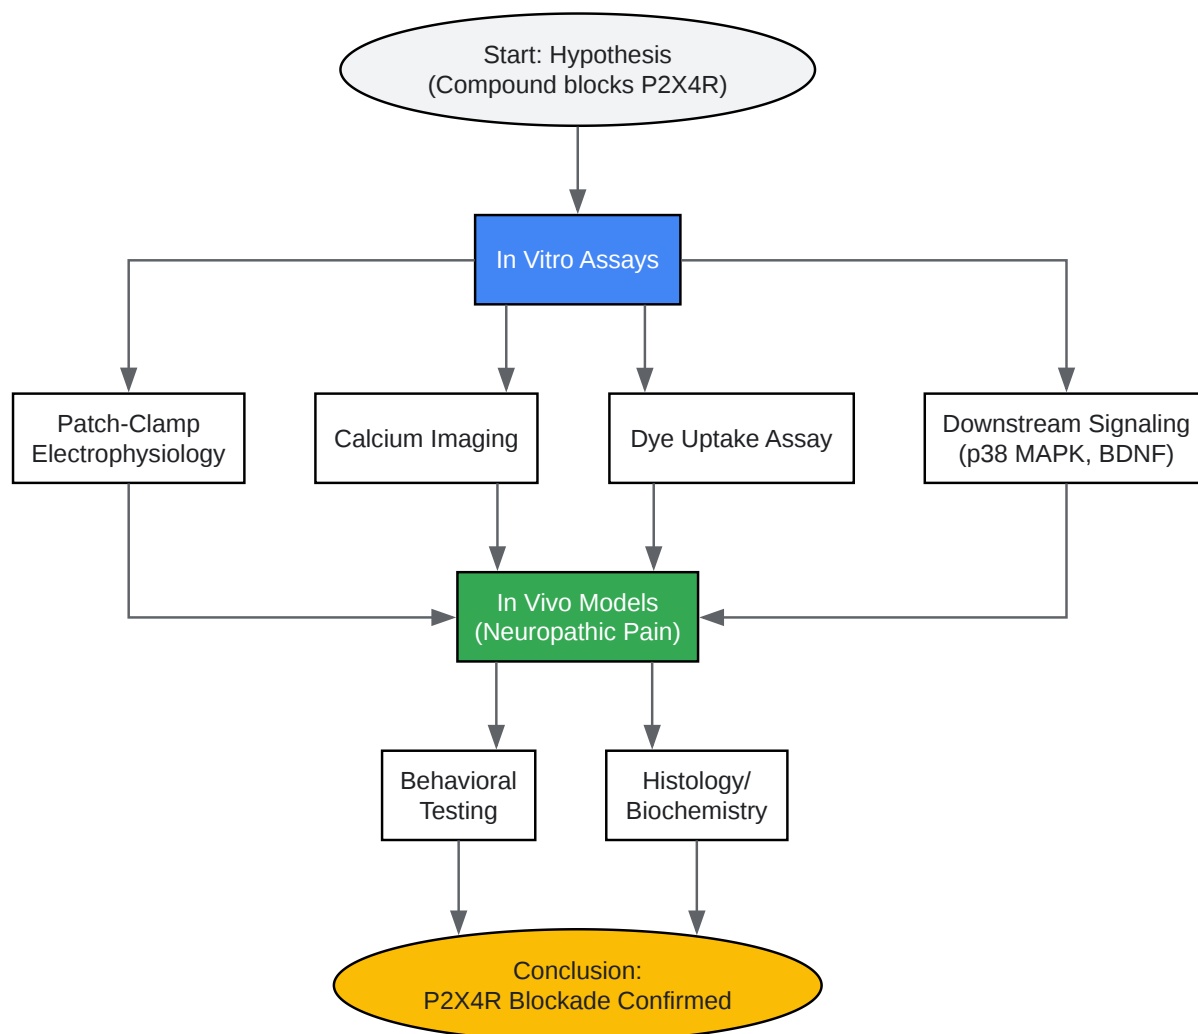 Start: Hypothesis
(Compound blocks P2X4R)
In Vitro Assays
Patch-Clamp
Electrophysiology
Calcium Imaging
Dye Uptake Assay
Downstream Signaling
(p38 MAPK, BDNF)
In Vivo Models
(Neuropathic Pain)
Behavioral
Testing
Histology/
Biochemistry
Conclusion:
P2X4R Blockade Confirmed